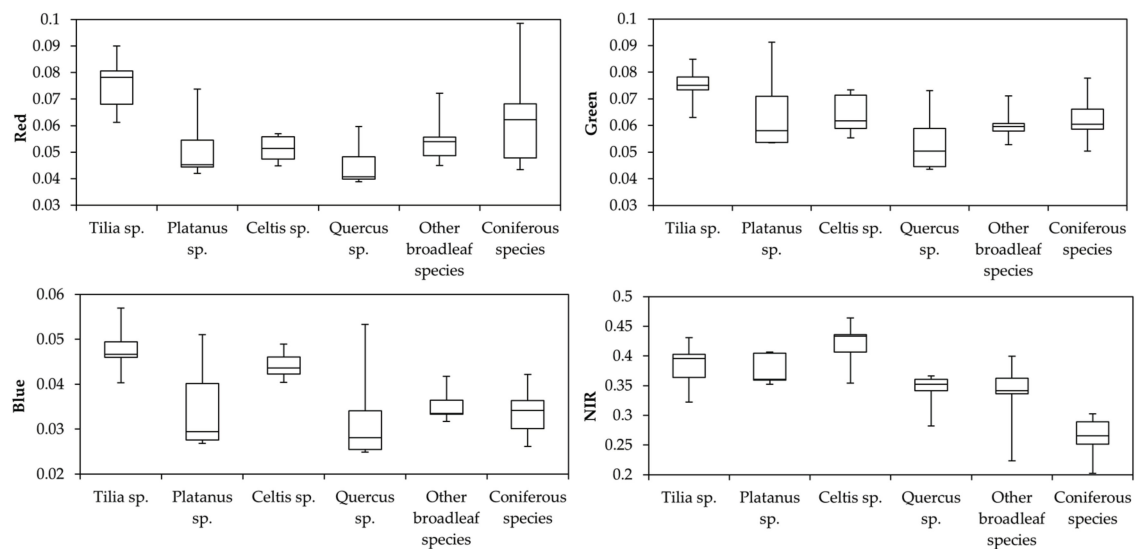 0.1
0.09
0.08
0.07
0.06
0.05
0.04
0.03
Red
Tilia sp.
Platanus
sp.
Celtis sp.
Quercus
sp.
Other
broadleaf
species
Coniferous
species
0.1
0.09
0.08
0.07
0.06
0.05
0.04
0.03
Green
Tilia sp.
Platanus
sp.
Celtis sp.
Quercus
sp.
Other
broadleaf
species
Coniferous
species
0.06
0.05
0.04
0.03
0.02
Blue
Tilia sp.
Platanus
sp.
Celtis sp.
Quercus
sp.
Other
broadleaf
species
Coniferous
species
0.5
0.45
0.4
0.35
0.3
0.25
0.2
NIR
Tilia sp.
Platanus
sp.
Celtis sp.
Quercus
sp.
Other
broadleaf
species
Coniferous
species